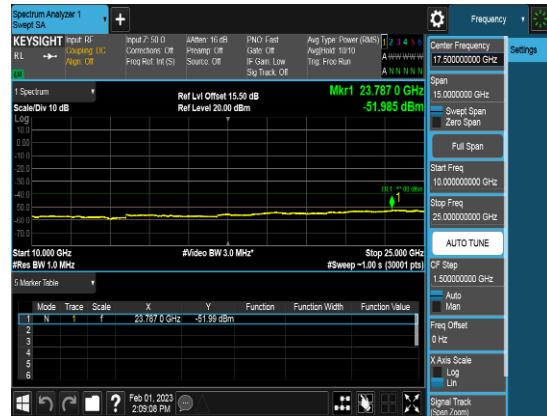 Spectrum Analyzer 1
Swept SA
Frequency
KEYSIGHT
RL
Input: RF
Coupling: DC
Align: Off
Input Z: 50 Ω
Corrections: Off
Freq Ref: Int (S)
#Atten: 16 dB
Preamp: Off
Source: Off
PNO: Fast
Gate: Off
IF Gain: Low
Sig Track: Off
Avg Type: Power (RMS)
Avg|Hold: 10/10
Trig: Free Run
1 2 3 4 5 6
A W W W W W
A N N N N N
1 Spectrum
Scale/Div 10 dB
Ref Lvl Offset 15.50 dB
Ref Level 20.00 dBm
Mkr1 23.787 0 GHz
-51.985 dBm
Log
10.0
0.00
-10.0
-20.0
-30.0
-40.0
-50.0
-60.0
-70.0
1
Start 10.000 GHz
#Res BW 1.0 MHz
#Video BW 3.0 MHz*
Stop 25.000 GHz
#Sweep ~1.00 s (30001 pts)
5 Marker Table
Mode Trace Scale X Y Function Function Width Function Value
1 N 1 f 23.787 0 GHz -51.99 dBm
2
3
4
5
6
Feb 01, 2023
2:09:08 PM
Center Frequency
17.500000000 GHz
Settings
Span
15.0000000 GHz
Swept Span
Zero Span
Full Span
Start Freq
10.000000000 GHz
Stop Freq
25.000000000 GHz
AUTO TUNE
CF Step
1.500000000 GHz
Auto
Man
Freq Offset
0 Hz
X Axis Scale
Log
Lin
Signal Track
(Span Zoom)